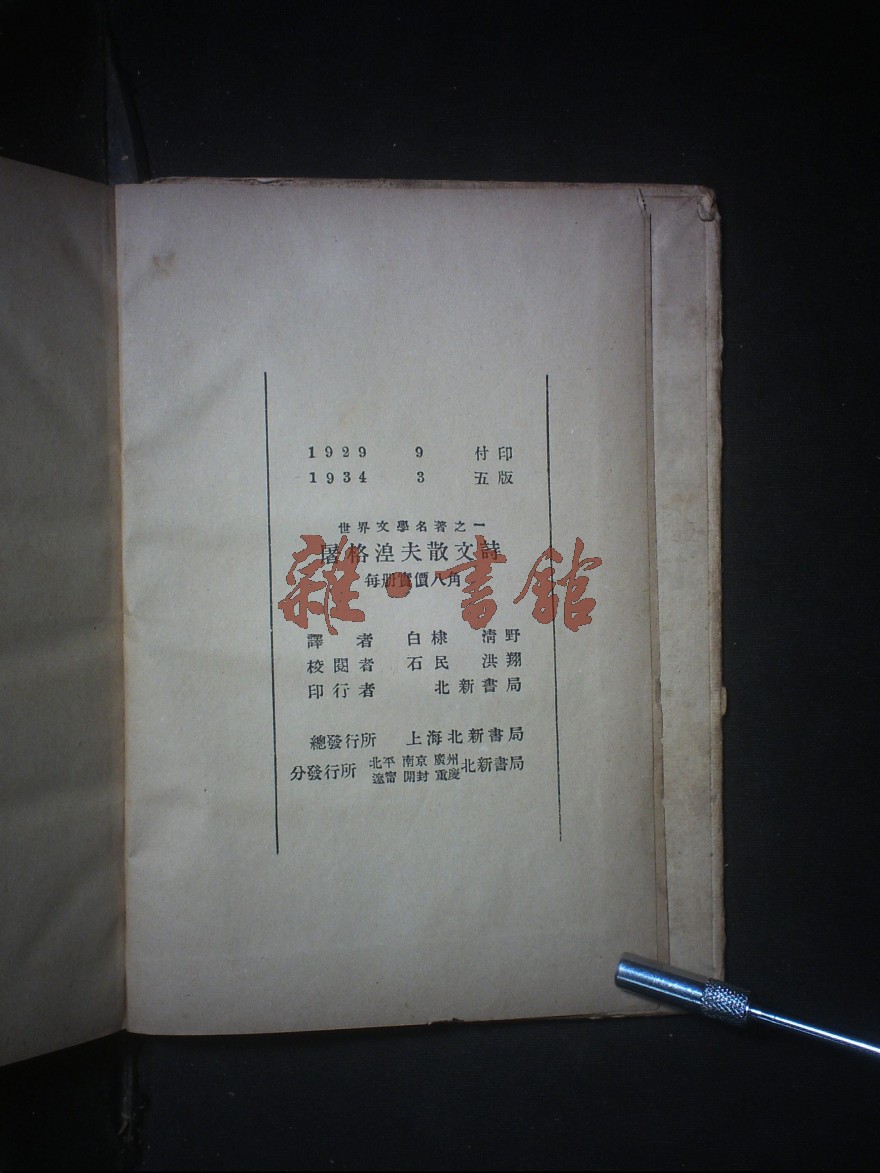 1929 9 付印
1934 3 五版
世界文學名著之一
屠格涅夫散文詩
每册實價八角
雜·書館
譯者 白棣 清野
校閱者 石民 洪翔
印行者 北新書局
總發行所 上海北新書局
分發行所 北平 南京 廣州 遼甯 開封 重慶 北新書局